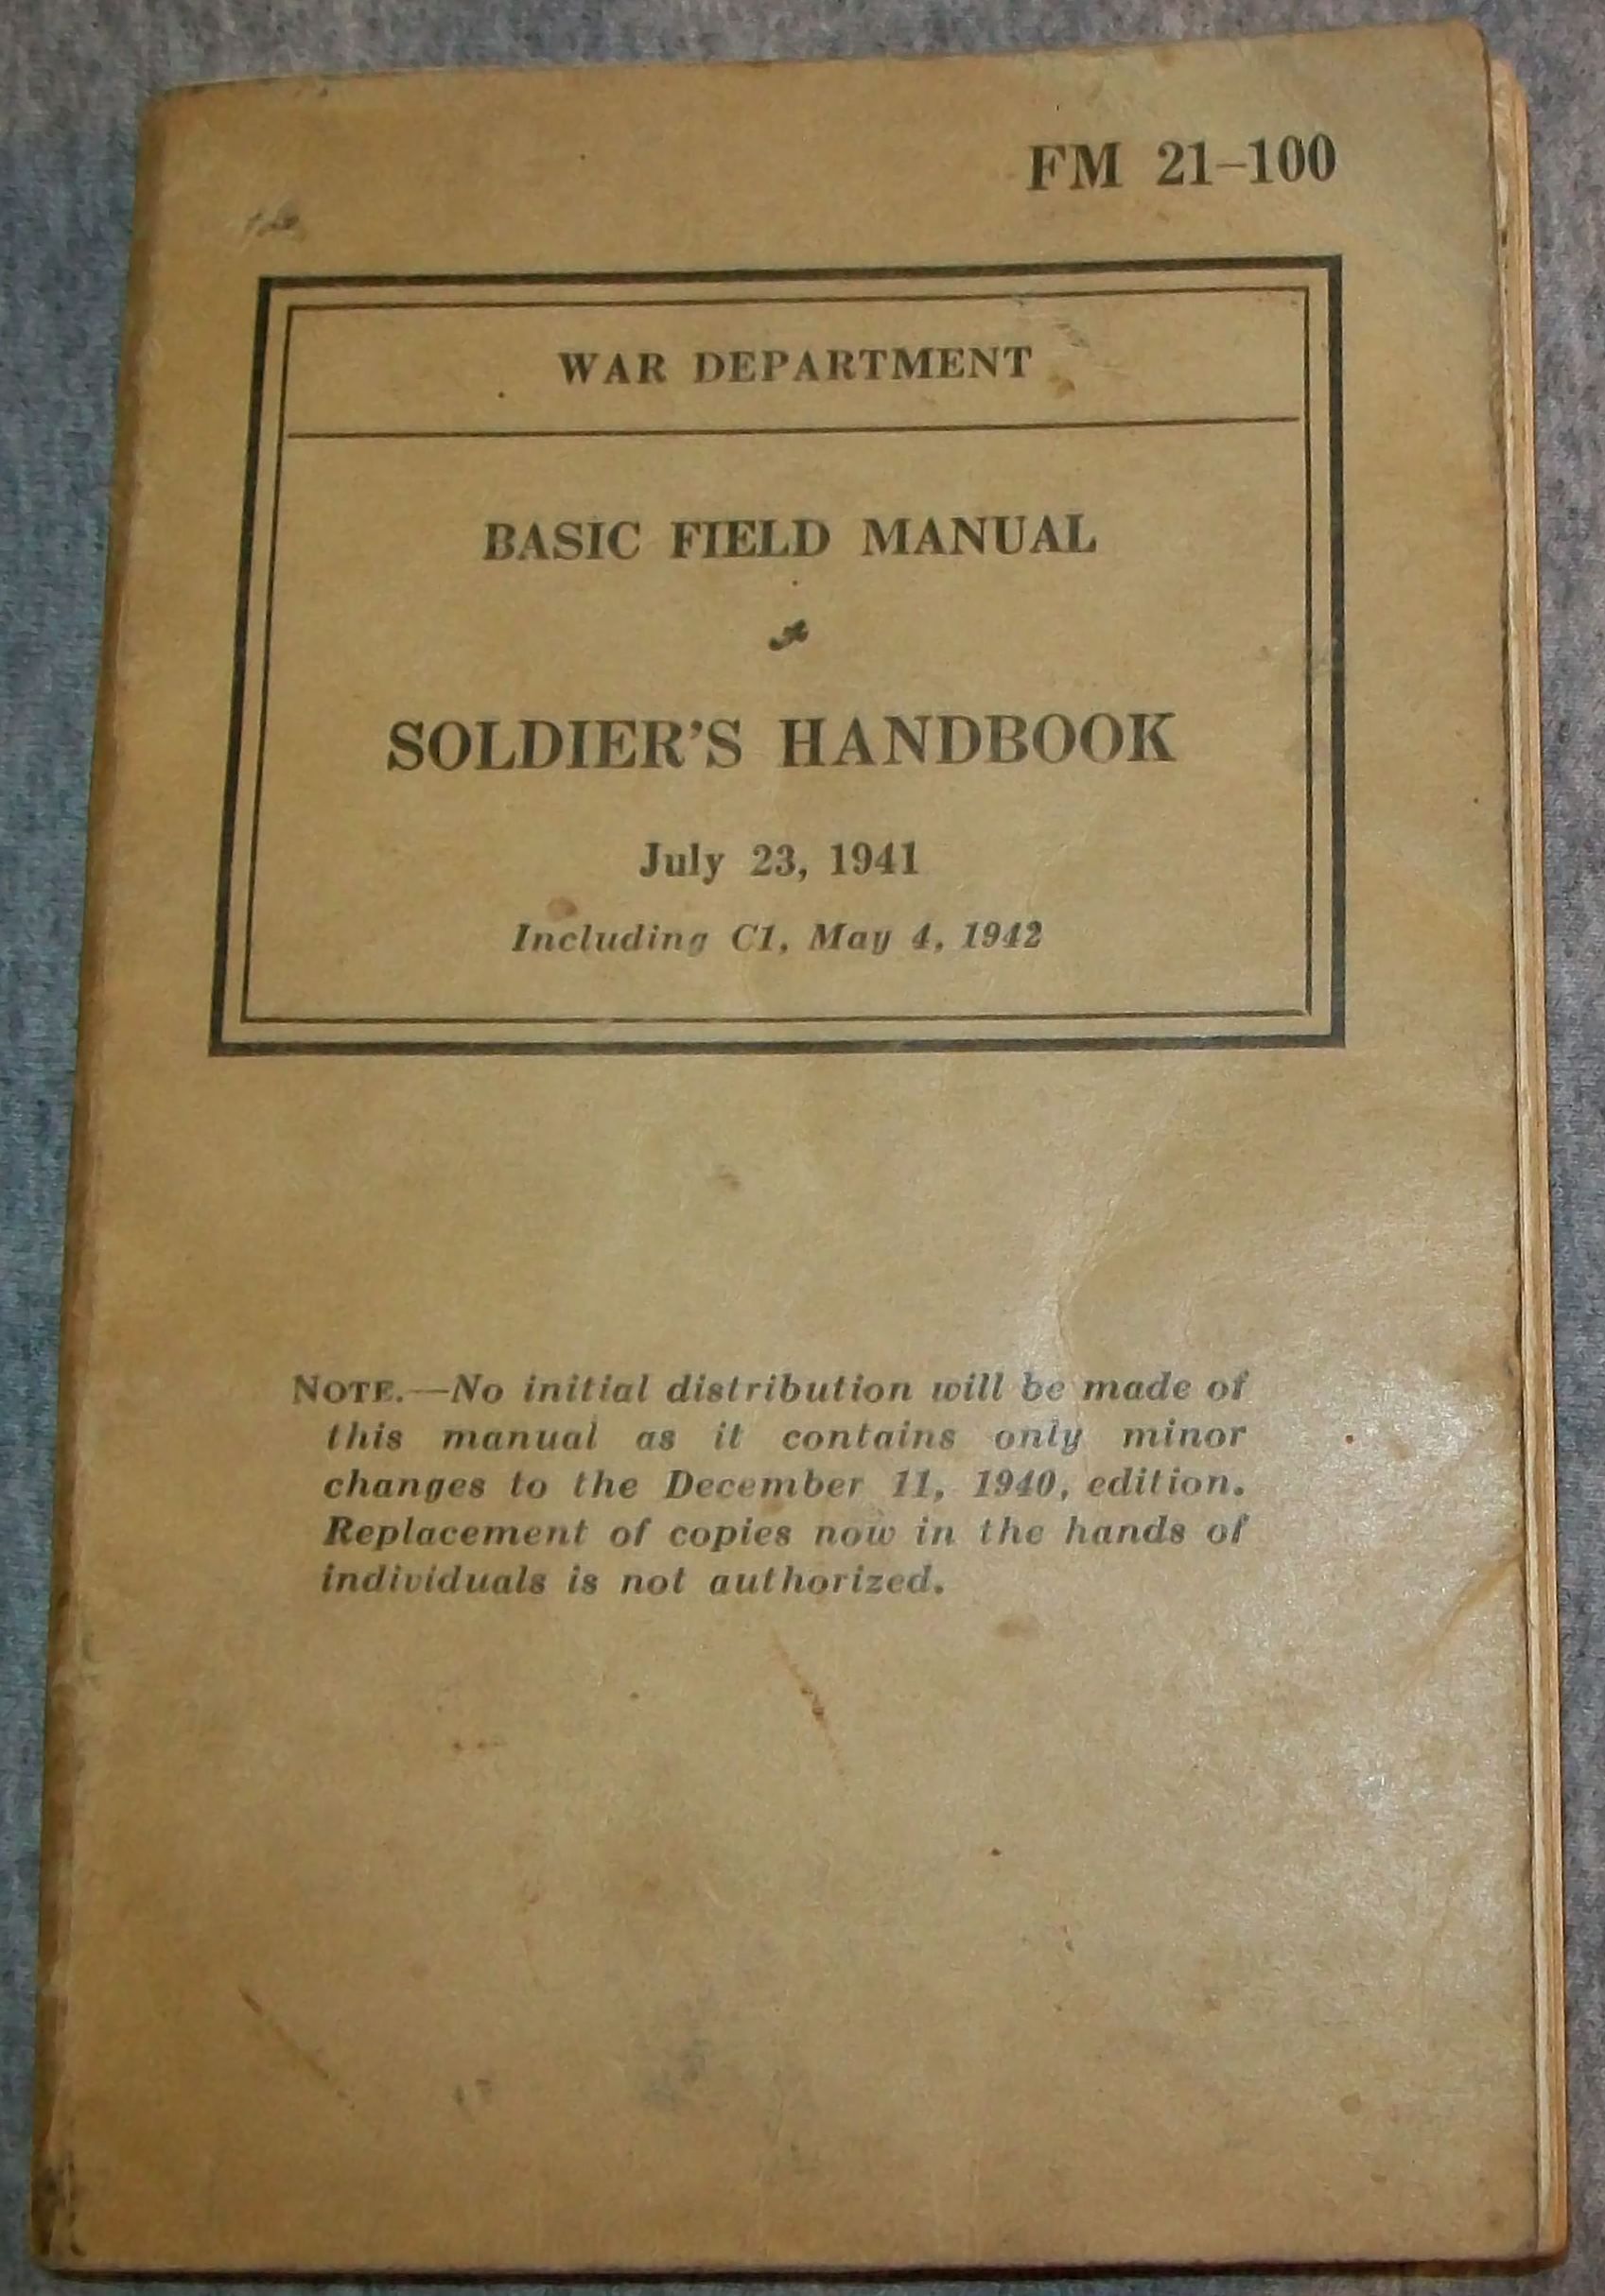 FM 21-100
WAR DEPARTMENT
BASIC FIELD MANUAL
SOLDIER'S HANDBOOK
July 23, 1941
Including C1, May 4, 1942
NOTE.—No initial distribution will be made of
this manual as it contains only minor
changes to the December 11, 1940, edition.
Replacement of copies now in the hands of
individuals is not authorized.